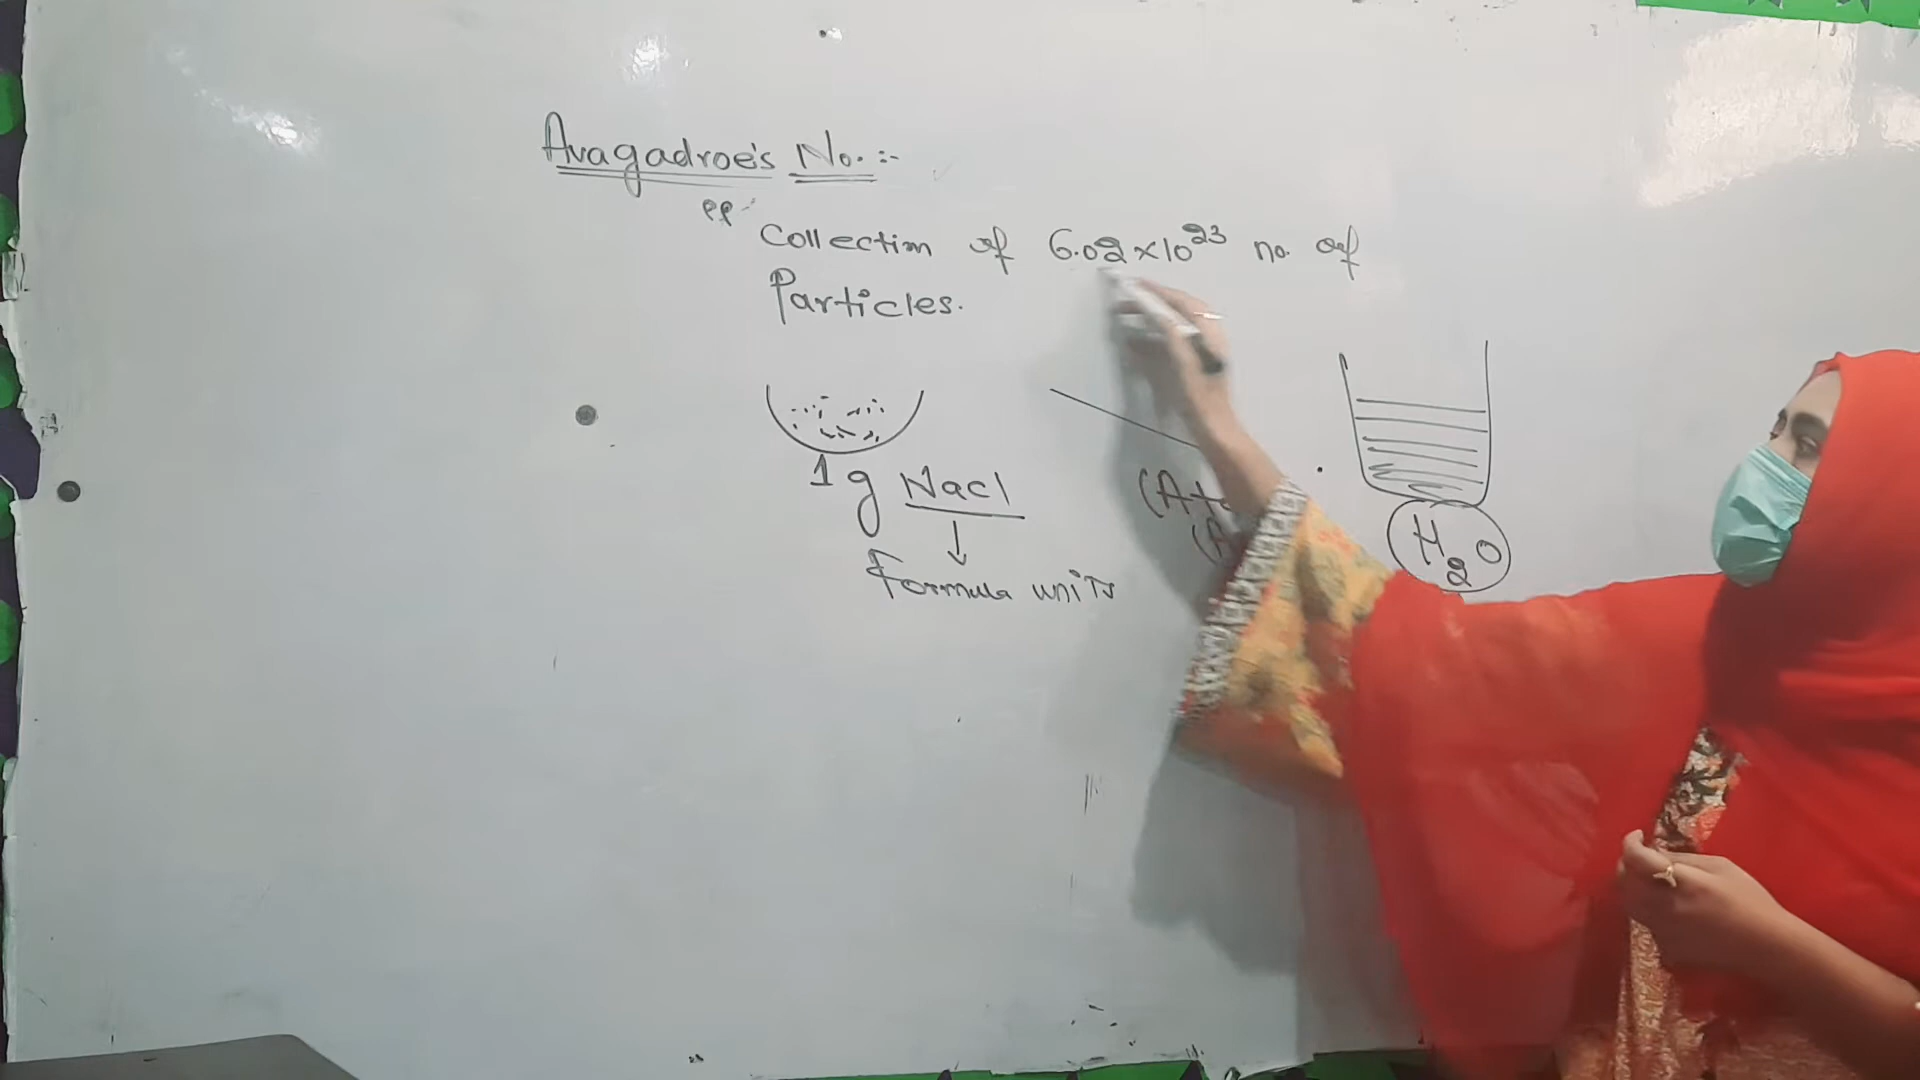 Avagadroe's No. :-
" Collection of 6.02×10²³ no. of
Particles.
1g Nacl
H₂O
Formula units